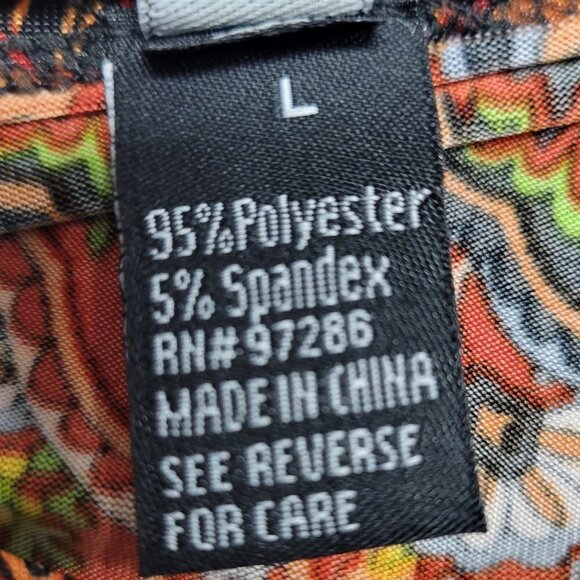 L
95% Polyester
5% Spandex
RN# 97286
MADE IN CHINA
SEE REVERSE
FOR CARE